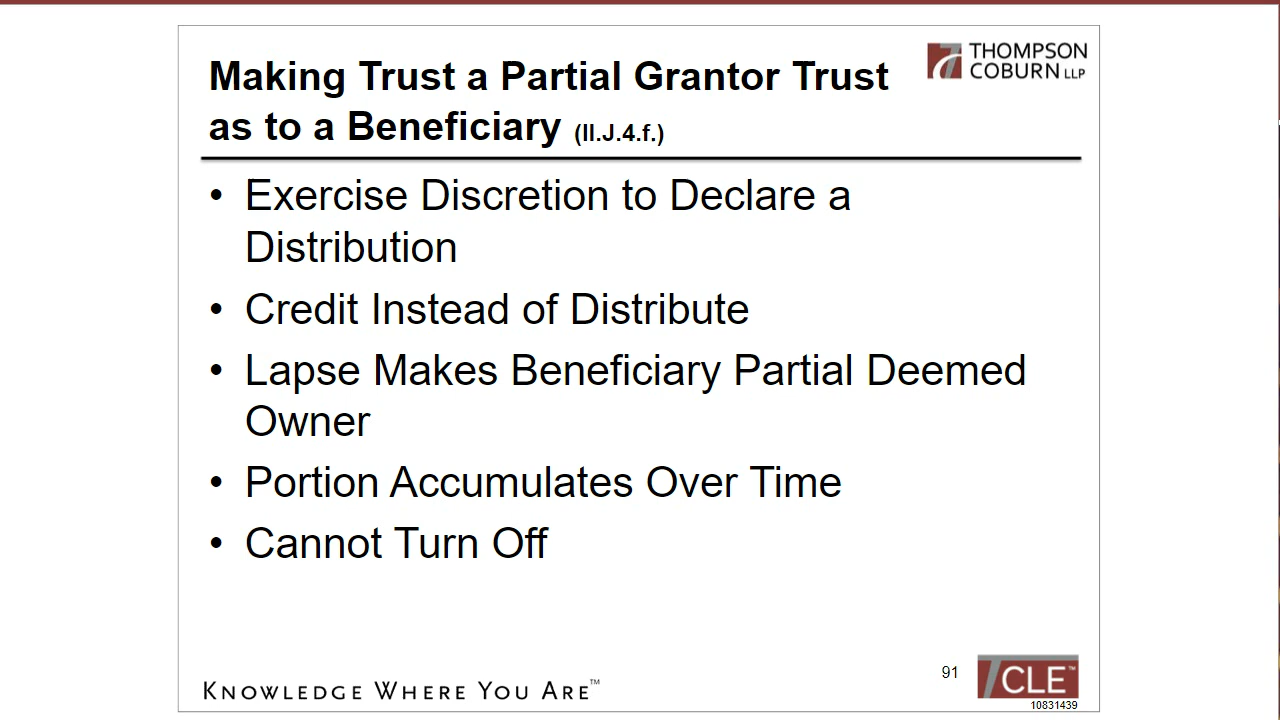 Making Trust a Partial Grantor Trust
as to a Beneficiary (II.J.4.f.)
THOMPSON
COBURN LLP
• Exercise Discretion to Declare a
Distribution
• Credit Instead of Distribute
• Lapse Makes Beneficiary Partial Deemed
Owner
• Portion Accumulates Over Time
• Cannot Turn Off
KNOWLEDGE WHERE YOU ARE™
91
TCLE™
10831439